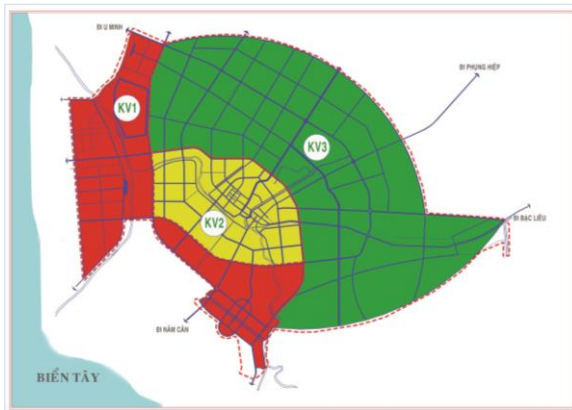 ĐI U MINH
ĐI PHỤNG HIỆP
KV1
KV3
KV2
ĐI BẠC LIÊU
ĐI NĂM CĂN
BIỂN TÂY